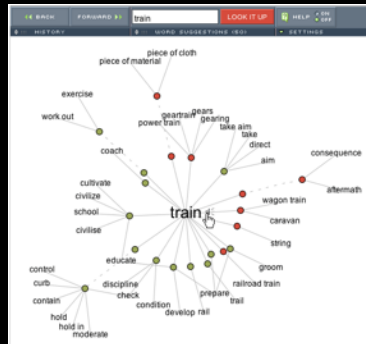 BACK
FORWARD
train
LOOK IT UP
HELP
ON
OFF
HISTORY
WORD SUGGESTIONS (50)
SETTINGS
piece of cloth
piece of material
exercise
gears
geartrain
gearing
power train
take aim
work out
take
direct
consequence
coach
aim
cultivate
aftermath
civilize
wagon train
school
train
caravan
civilise
string
educate
groom
control
discipline
railroad train
curb
check
prepare
contain
condition
trail
hold
develop
rail
hold in
moderate